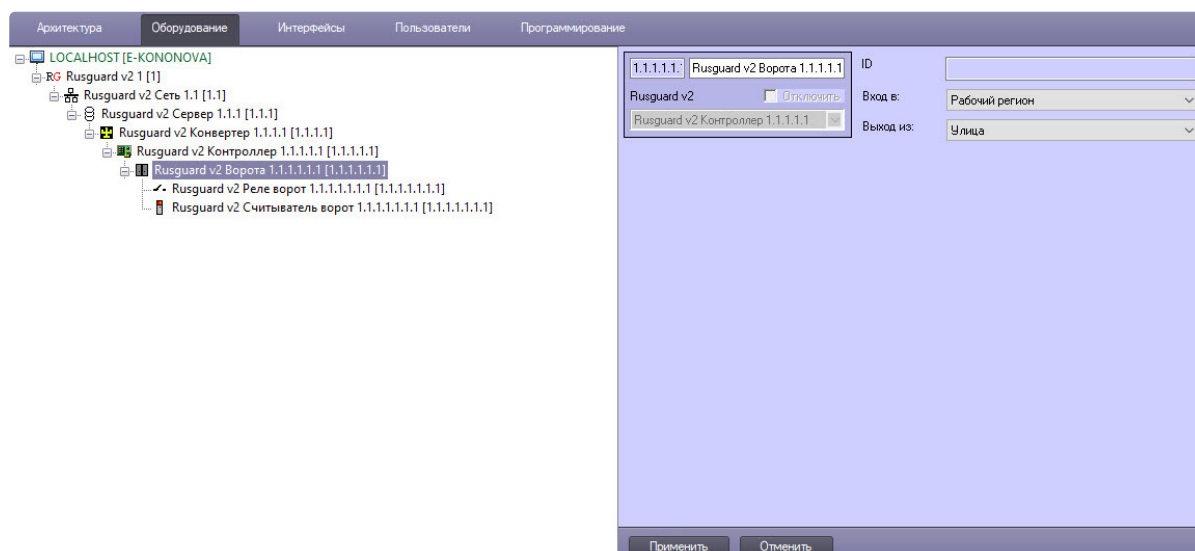 Архитектура Оборудование Интерфейсы Пользователи Программирование
LOCALHOST [E-KONONOVA]
RG Rusguard v2 1 [1]
Rusguard v2 Сеть 1.1 [1.1]
Rusguard v2 Сервер 1.1.1 [1.1.1]
Rusguard v2 Конвертер 1.1.1.1 [1.1.1.1]
Rusguard v2 Контроллер 1.1.1.1.1 [1.1.1.1.1]
Rusguard v2 Ворота 1.1.1.1.1.1 [1.1.1.1.1.1]
Rusguard v2 Реле ворот 1.1.1.1.1.1.1 [1.1.1.1.1.1.1]
Rusguard v2 Считыватель ворот 1.1.1.1.1.1.1 [1.1.1.1.1.1.1]
1.1.1.1.1. Rusguard v2 Ворота 1.1.1.1.1
Rusguard v2 Отключить
Rusguard v2 Контроллер 1.1.1.1.1
ID
Вход в: Рабочий регион
Выход из: Улица
Применить Отменить